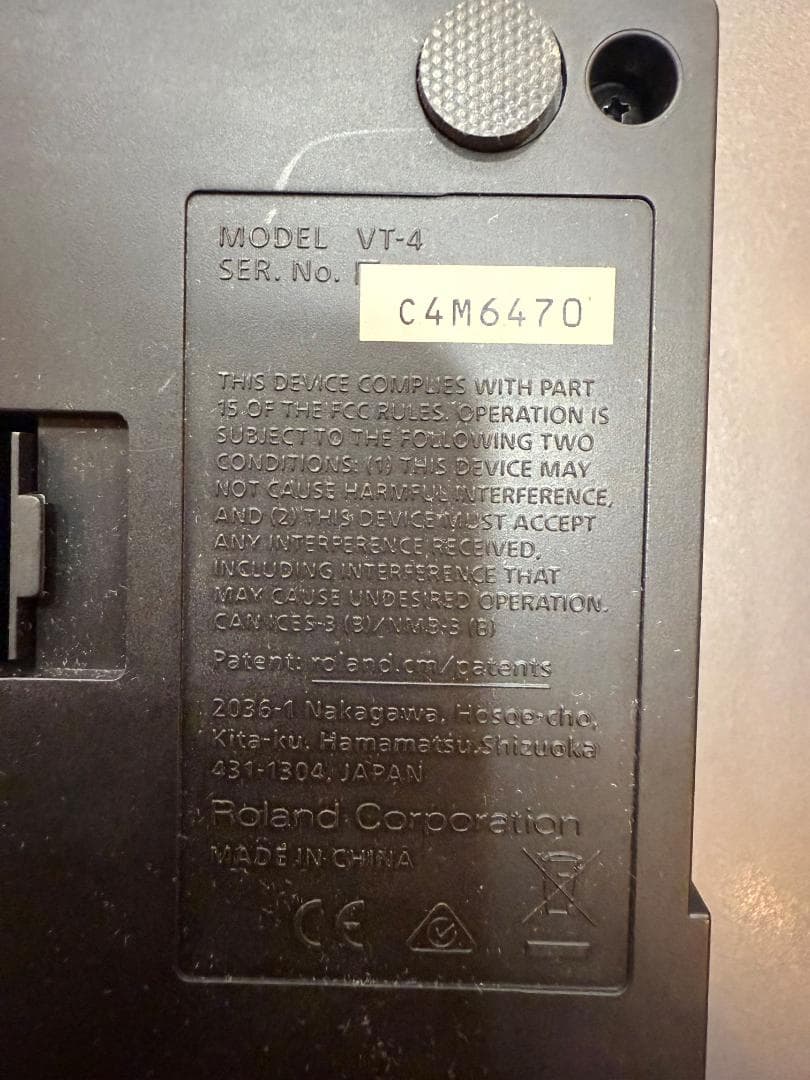 MODEL VT-4
SER. No.
C4M6470
THIS DEVICE COMPLIES WITH PART
15 OF THE FCC RULES. OPERATION IS
SUBJECT TO THE FOLLOWING TWO
CONDITIONS: (1) THIS DEVICE MAY
NOT CAUSE HARMFUL INTERFERENCE,
AND (2) THIS DEVICE MUST ACCEPT
ANY INTERFERENCE RECEIVED,
INCLUDING INTERFERENCE THAT
MAY CAUSE UNDESIRED OPERATION.
CAN ICES-3 (B)/NMB-3 (B)
Patent: roland.cm/patents
2036-1 Nakagawa, Hosoe-cho,
Kita-ku, Hamamatsu, Shizuoka
431-1304, JAPAN
Roland Corporation
MADE IN CHINA
CE